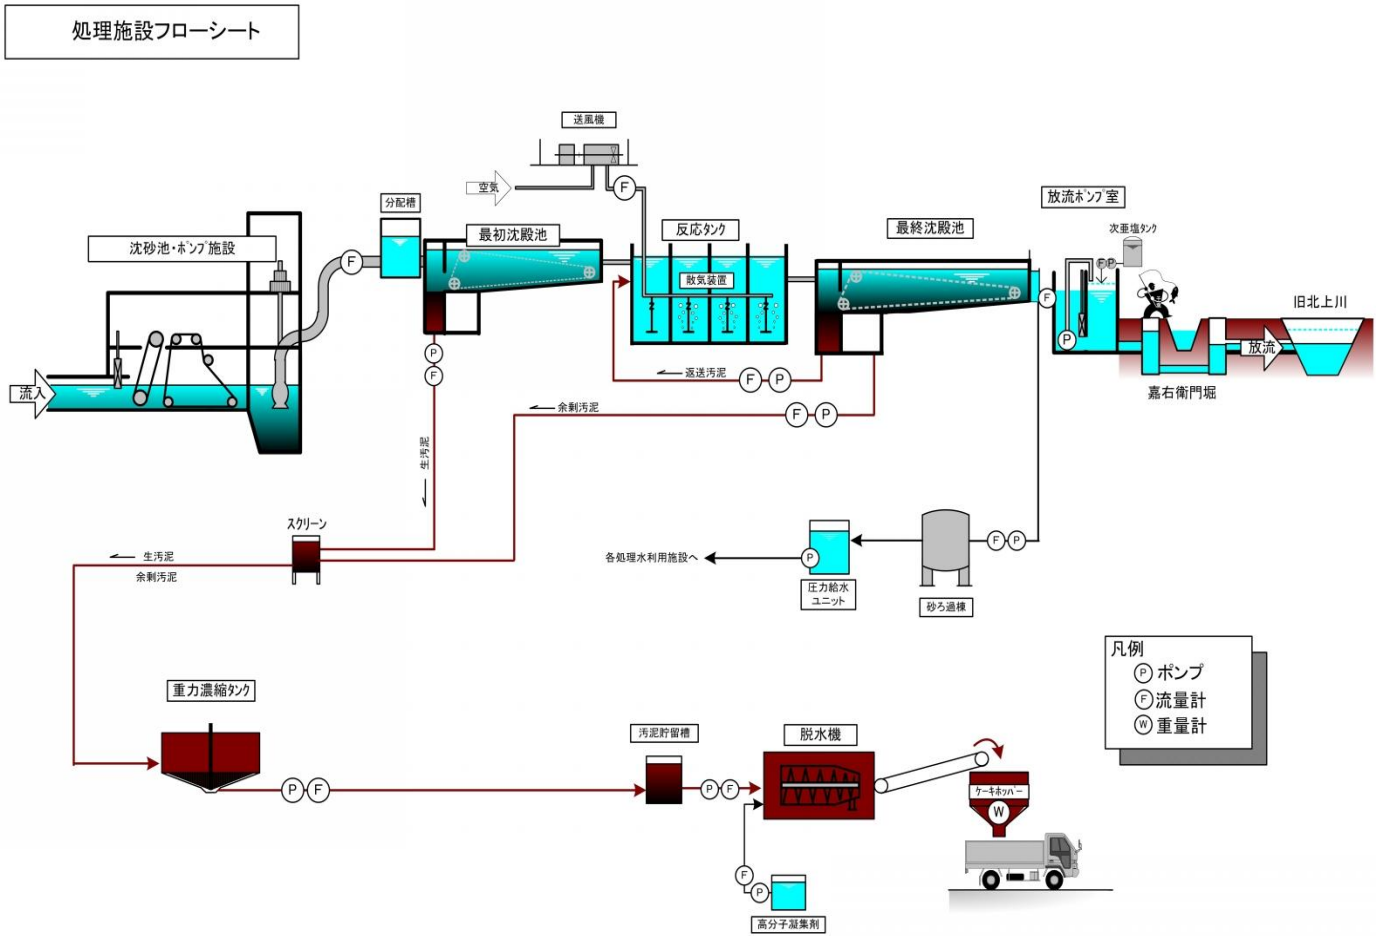 処理施設フローシート
送風機
空気
F
分配槽
沈砂池・ポンプ施設
F
最初沈殿池
反応タンク
散気装置
最終沈殿池
放流ポンプ室
次亜塩タンク
F P
F
P
旧北上川
流入
放流
嘉右衛門堀
P
F
返送汚泥
F P
余剰汚泥
F P
生汚泥
スクリーン
生汚泥
余剰汚泥
各処理水利用施設へ
P
F P
圧力給水
ユニット
砂ろ過棟
凡例
P ポンプ
F 流量計
W 重量計
重力濃縮タンク
P F
汚泥貯留槽
P F
脱水機
ケーキホッパー
W
F
P
高分子凝集剤